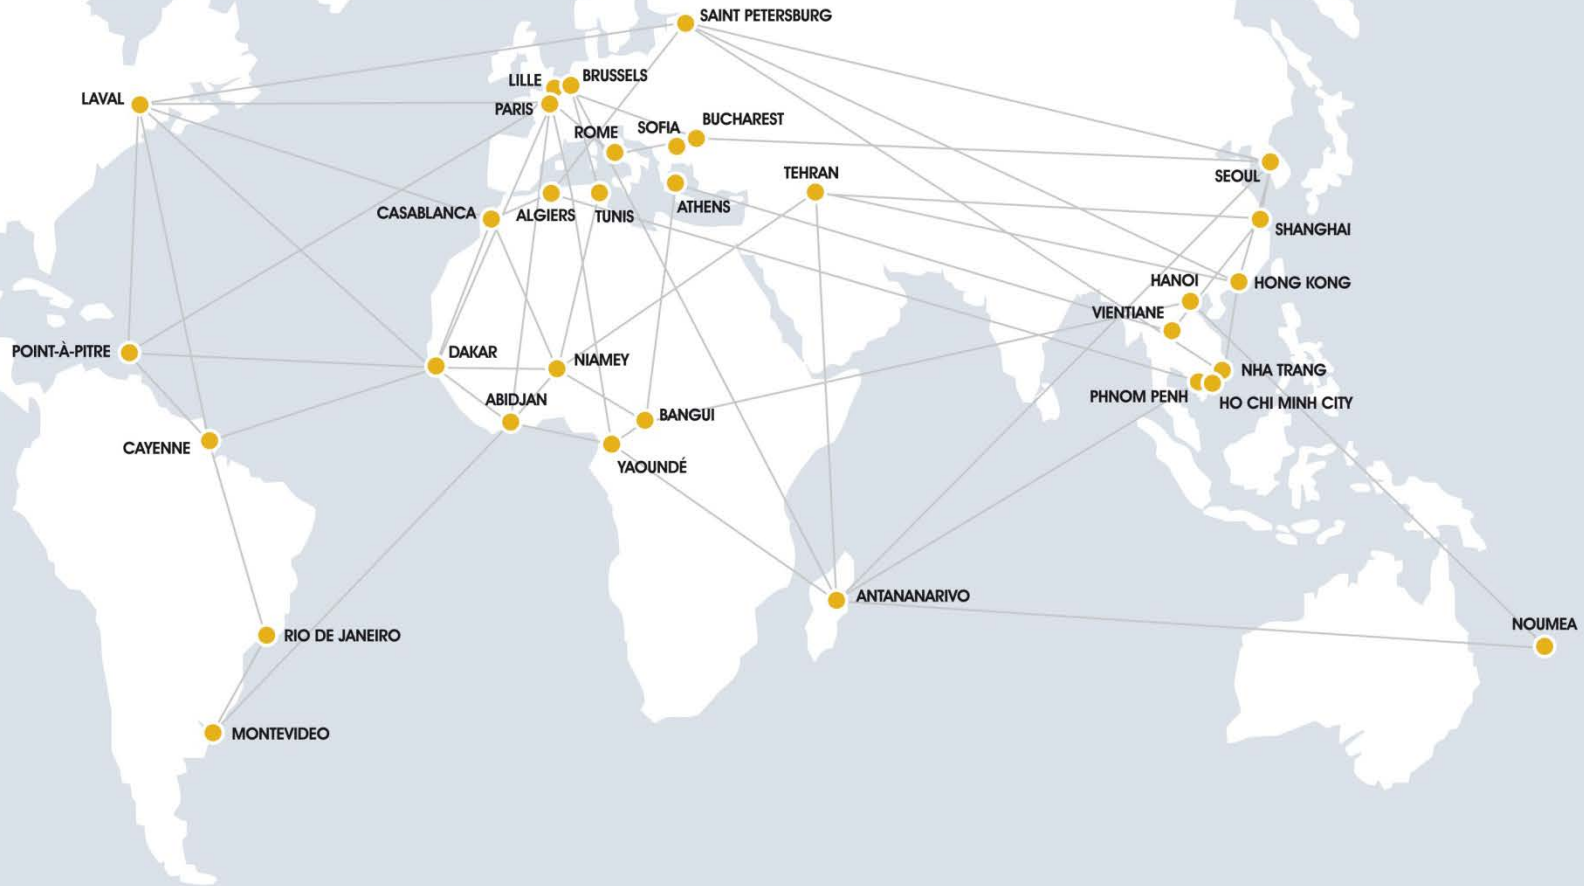 SAINT PETERSBURG
LILLE
BRUSSELS
LAVAL
PARIS
BUCHAREST
SOFIA
ROME
TEHRAN
SEOUL
ATHENS
CASABLANCA
ALGIERS
TUNIS
SHANGHAI
HANOI
HONG KONG
VIENTIANE
POINT-À-PITRE
DAKAR
NIAMEY
NHA TRANG
PHNOM PENH
HO CHI MINH CITY
ABIDJAN
BANGUI
CAYENNE
YAOUNDÉ
ANTANANARIVO
NOUMEA
RIO DE JANEIRO
MONTEVIDEO